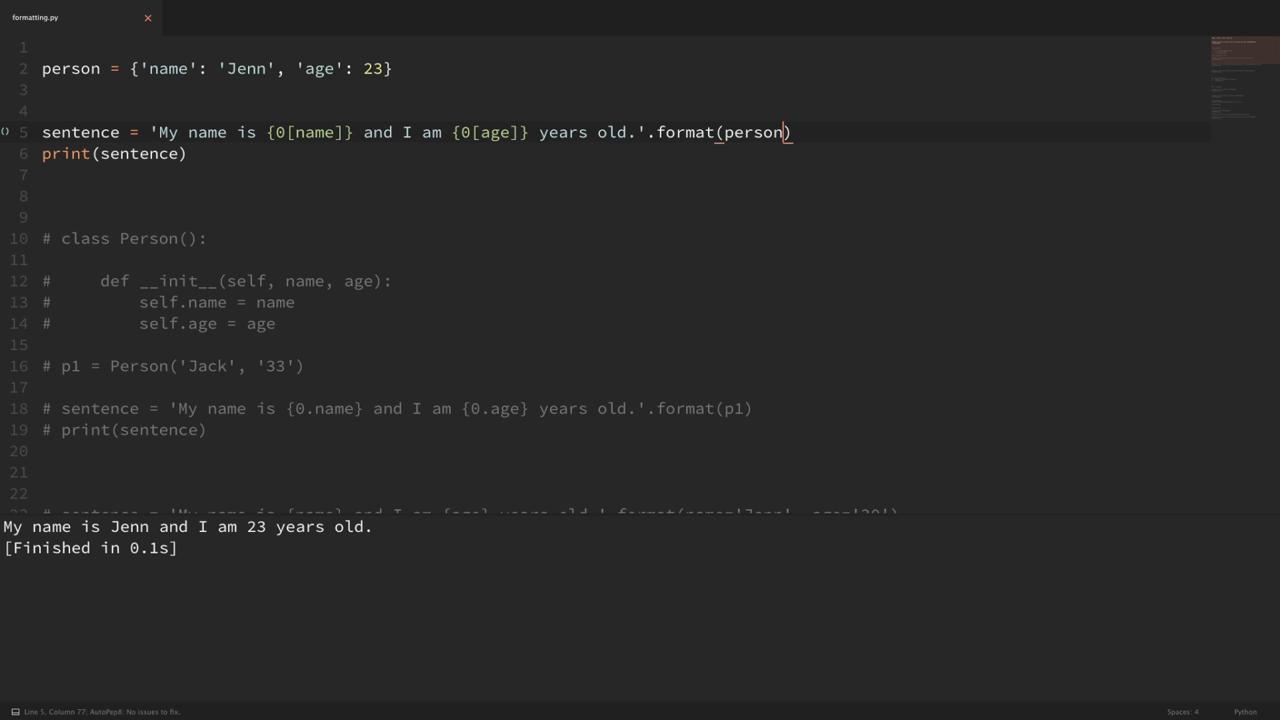 formatting.py ×
1
2 person = {'name': 'Jenn', 'age': 23}
3
4
() 5 sentence = 'My name is {0[name]} and I am {0[age]} years old.'.format(person)
6 print(sentence)
7
8
9
10 # class Person():
11
12 #     def __init__(self, name, age):
13 #         self.name = name
14 #         self.age = age
15
16 # p1 = Person('Jack', '33')
17
18 # sentence = 'My name is {0.name} and I am {0.age} years old.'.format(p1)
19 # print(sentence)
20
21
22
My name is Jenn and I am 23 years old.
[Finished in 0.1s]
Line 5, Column 77; AutoPep8: No issues to fix. Spaces: 4 Python